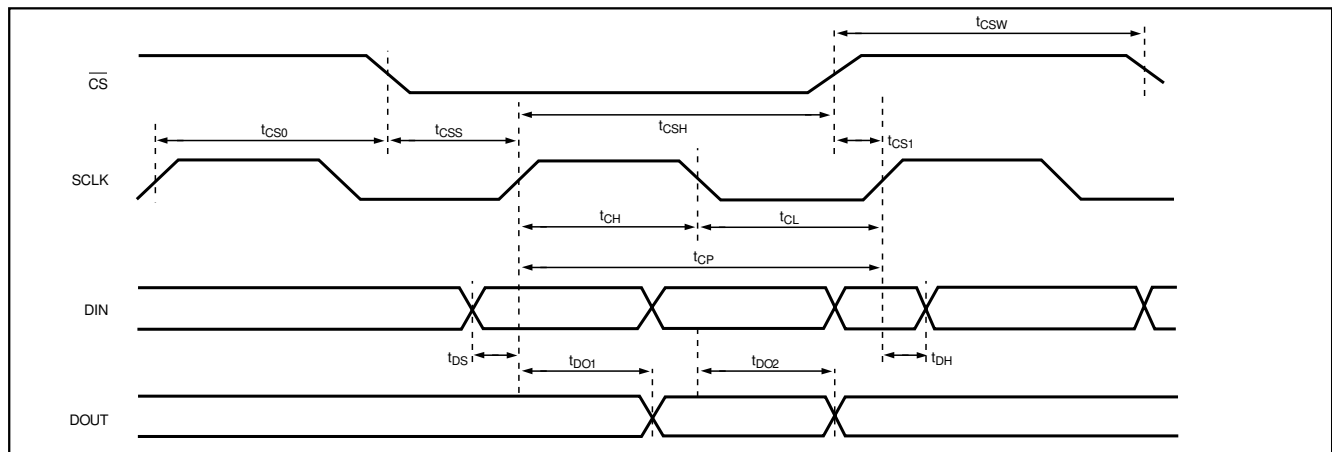 tCSW
CS
tCS0
tCSS
tCSH
tCS1
SCLK
tCH
tCL
tCP
DIN
tDS
tDO1
tDO2
tDH
DOUT